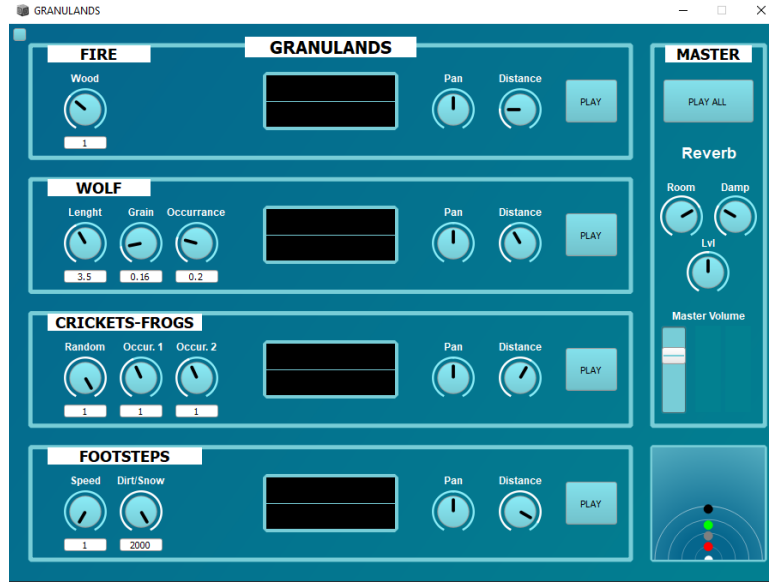 GRANULANDS
GRANULANDS
FIRE
Wood
1
Pan
Distance
PLAY
WOLF
Lenght Grain Occurrance
3.5 0.16 0.2
Pan
Distance
PLAY
CRICKETS-FROGS
Random Occur. 1 Occur. 2
1 1 1
Pan
Distance
PLAY
FOOTSTEPS
Speed Dirt/Snow
1 2000
Pan
Distance
PLAY
MASTER
PLAY ALL
Reverb
Room Damp
Lvl
Master Volume